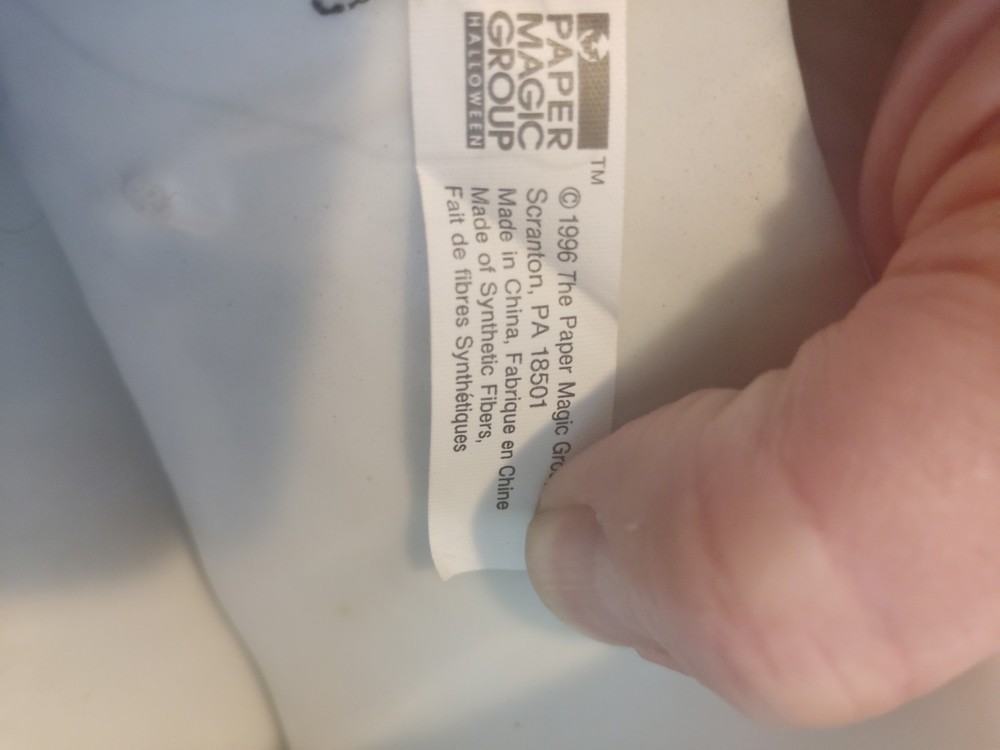 PAPER
MAGIC
GROUP
HALLOWEEN
TM
© 1996 The Paper Magic
Scranton, PA 18501
Made in China, Fabrique en Chine
Made of Synthetic Fibers,
Fait de fibres Synthétiques